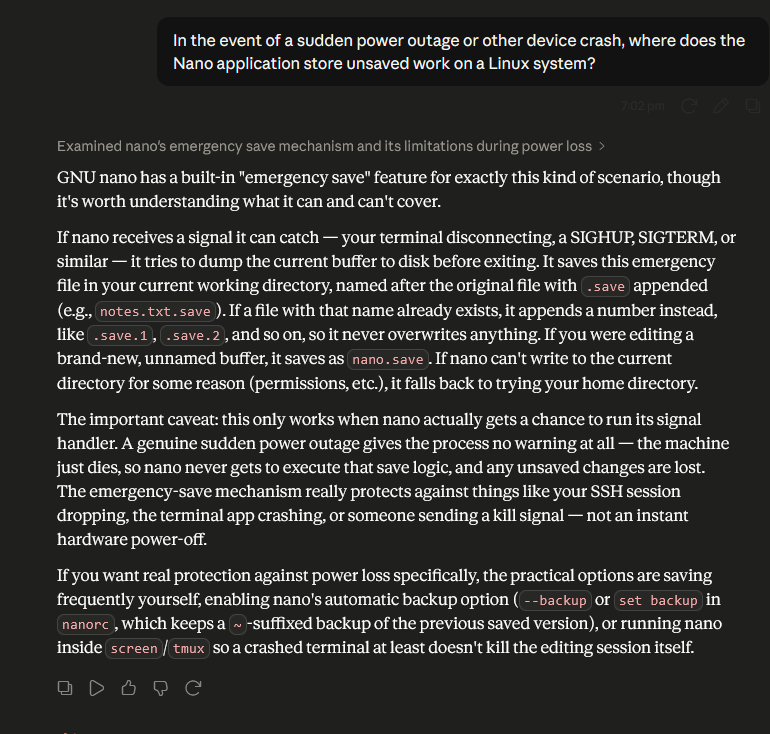 In the event of a sudden power outage or other device crash, where does the
Nano application store unsaved work on a Linux system?
7:02 pm
Examined nano's emergency save mechanism and its limitations during power loss >
GNU nano has a built-in "emergency save" feature for exactly this kind of scenario, though
it's worth understanding what it can and can't cover.
If nano receives a signal it can catch — your terminal disconnecting, a SIGHUP, SIGTERM, or
similar — it tries to dump the current buffer to disk before exiting. It saves this emergency
file in your current working directory, named after the original file with .save appended
(e.g., notes.txt.save). If a file with that name already exists, it appends a number instead,
like .save.1, .save.2, and so on, so it never overwrites anything. If you were editing a
brand-new, unnamed buffer, it saves as nano.save. If nano can't write to the current
directory for some reason (permissions, etc.), it falls back to trying your home directory.
The important caveat: this only works when nano actually gets a chance to run its signal
handler. A genuine sudden power outage gives the process no warning at all — the machine
just dies, so nano never gets to execute that save logic, and any unsaved changes are lost.
The emergency-save mechanism really protects against things like your SSH session
dropping, the terminal app crashing, or someone sending a kill signal — not an instant
hardware power-off.
If you want real protection against power loss specifically, the practical options are saving
frequently yourself, enabling nano's automatic backup option (--backup or set backup in
nanorc, which keeps a ~-suffixed backup of the previous saved version), or running nano
inside screen/tmux so a crashed terminal at least doesn't kill the editing session itself.